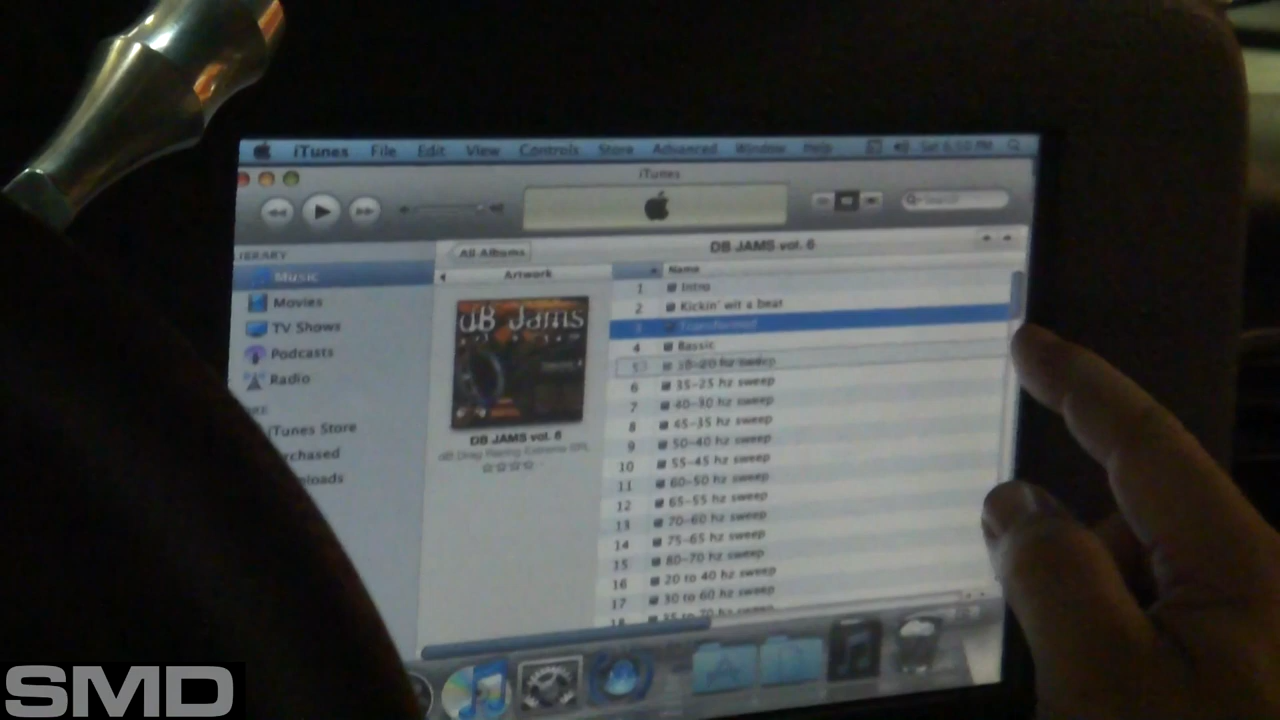 iTunes File Edit View Controls Store Advanced Window Help
iTunes
All Albums DB JAMS vol. 6
Artwork Name
Music
Movies
TV Shows
Podcasts
Radio
iTunes Store
rchased
nloads
dB Jams
DB JAMS vol. 6
1 Intro
2 Kickin' wit a beat
3
4 Bassic
5
6 35-25 hz sweep
7 40-30 hz sweep
8 45-35 hz sweep
9 50-40 hz sweep
10 55-45 hz sweep
11 60-50 hz sweep
12 65-55 hz sweep
13 70-60 hz sweep
14 75-65 hz sweep
15 80-70 hz sweep
16 20 to 40 hz sweep
17 30 to 60 hz sweep
18
SMD